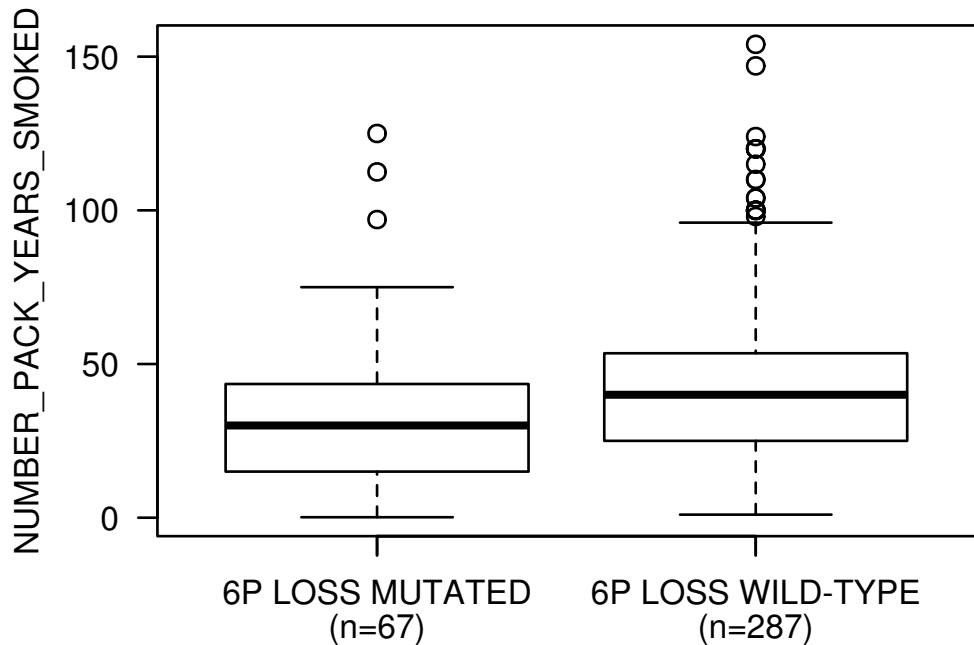 NUMBER_PACK_YEARS_SMOKED
150
100
50
0
6P LOSS MUTATED
(n=67)
6P LOSS WILD-TYPE
(n=287)